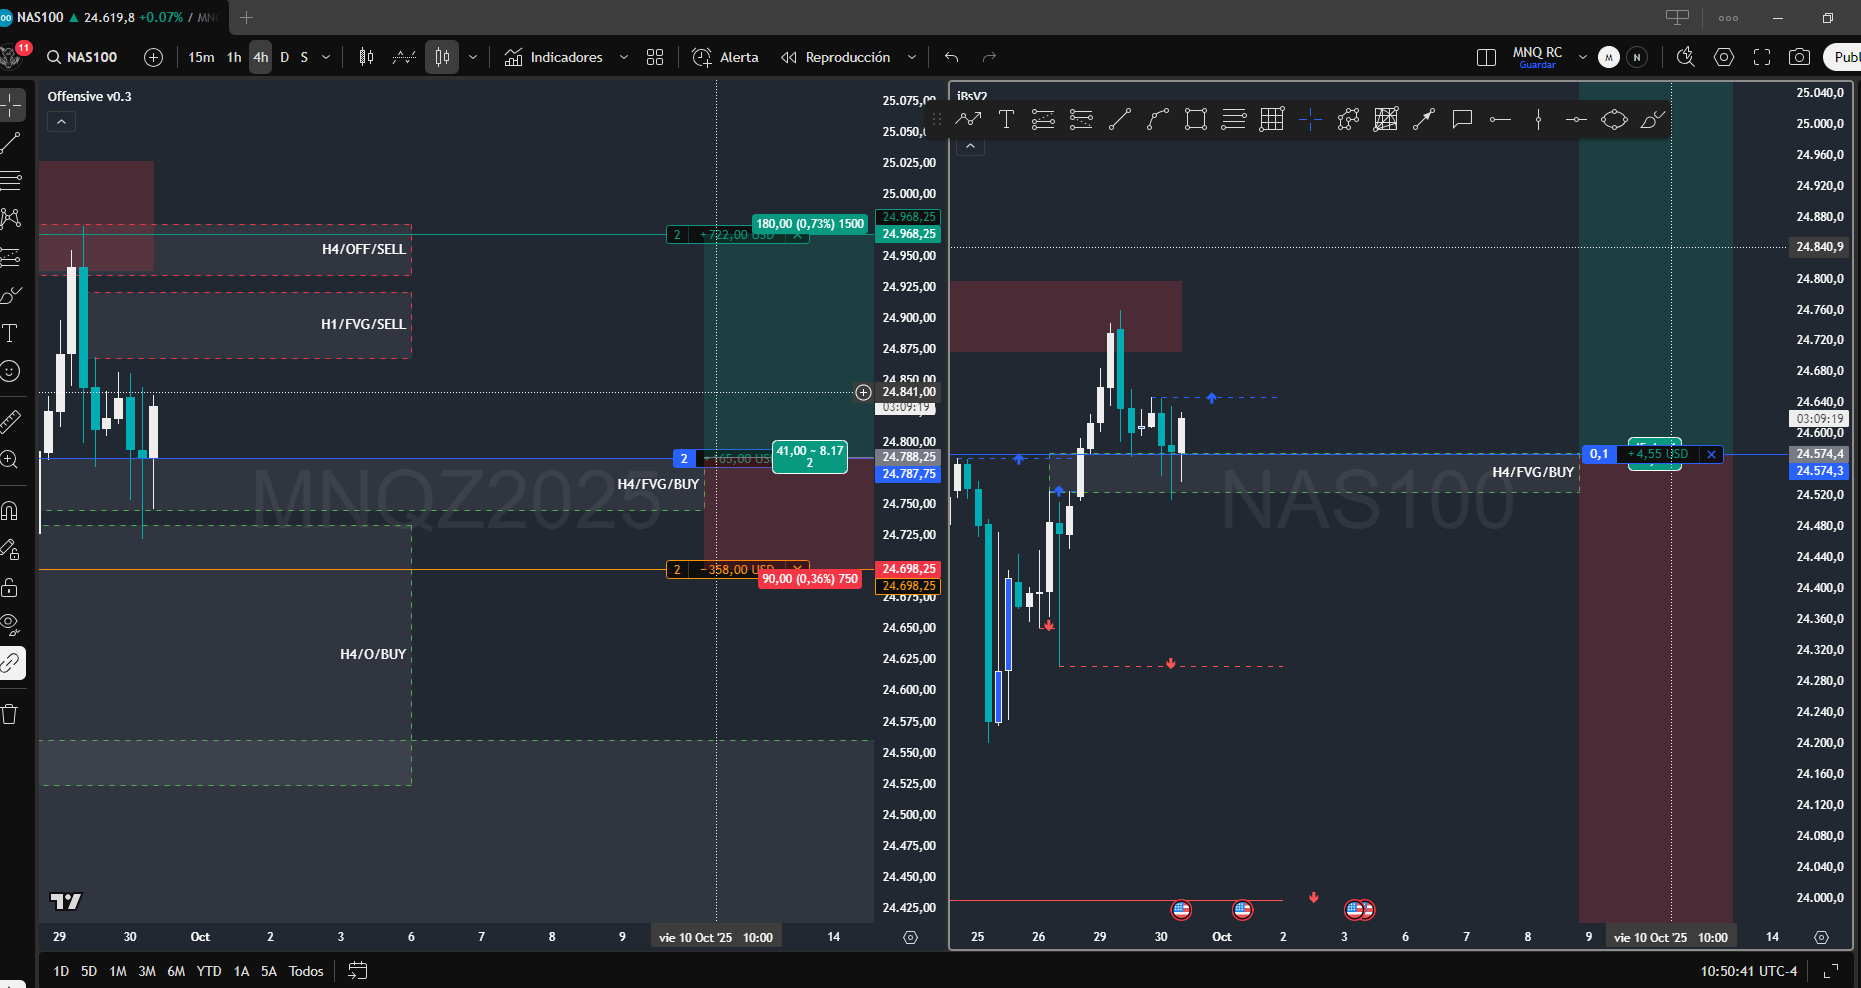 NAS100 ▲ 24.619,8 +0.07% / MN
11
NAS100
15m 1h 4h D S
Indicadores
Alerta
Reproducción
MNQ RC
Guardar
M
N
Publ
Offensive v0.3
iBsV2
H4/OFF/SELL
H1/FVG/SELL
H4/FVG/BUY
H4/O/BUY
MNQZ2025
180,00 (0,73%) 1500
2 +722,00 USD
2
41,00 ~ 8.17
2
2 −358,00 USD
90,00 (0,36%) 750
25.075,00
25.025,00
25.000,00
24.968,25
24.968,25
24.950,00
24.925,00
24.900,00
24.875,00
24.850,00
24.841,00
03:09:19
24.800,00
24.788,25
24.787,75
24.750,00
24.725,00
24.698,25
24.698,25
24.675,00
24.650,00
24.625,00
24.600,00
24.575,00
24.550,00
24.525,00
24.500,00
24.475,00
24.450,00
24.425,00
29 30 Oct 2 3 6 7 8 9 vie 10 Oct '25 10:00 14
H4/FVG/BUY
NAS100
0,1 +4,55 USD
25.040,0
25.000,0
24.960,0
24.920,0
24.880,0
24.840,9
24.800,0
24.760,0
24.720,0
24.680,0
24.640,0
03:09:19
24.600,0
24.574,4
24.574,3
24.520,0
24.480,0
24.440,0
24.400,0
24.360,0
24.320,0
24.280,0
24.240,0
24.200,0
24.160,0
24.120,0
24.080,0
24.040,0
24.000,0
25 26 29 30 Oct 2 3 6 7 8 9 vie 10 Oct '25 10:00 14
1D 5D 1M 3M 6M YTD 1A 5A Todos
10:50:41 UTC-4